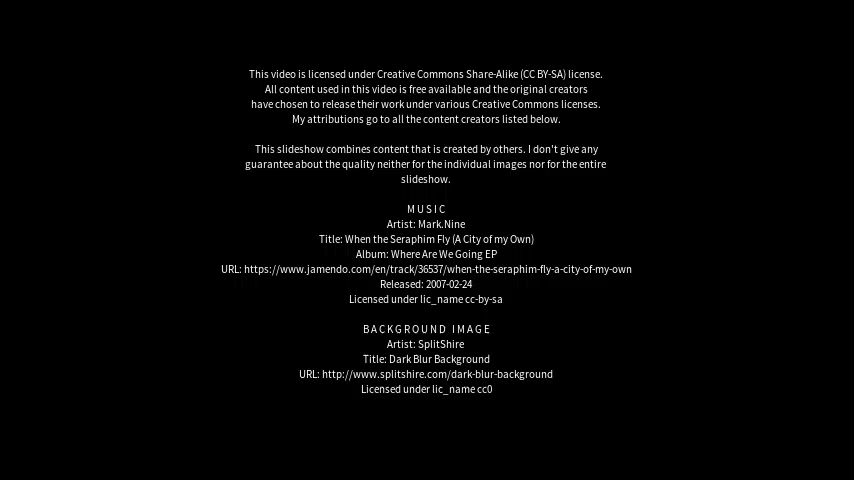 This video is licensed under Creative Commons Share-Alike (CC BY-SA) license.
All content used in this video is free available and the original creators
have chosen to release their work under various Creative Commons licenses.
My attributions go to all the content creators listed below.
This slideshow combines content that is created by others. I don't give any
guarantee about the quality neither for the individual images nor for the entire
slideshow.
MUSIC
Artist: Mark.Nine
Title: When the Seraphim Fly (A City of my Own)
Album: Where Are We Going EP
URL: https://www.jamendo.com/en/track/36537/when-the-seraphim-fly-a-city-of-my-own
Released: 2007-02-24
Licensed under lic_name cc-by-sa
BACKGROUND IMAGE
Artist: SplitShire
Title: Dark Blur Background
URL: http://www.splitshire.com/dark-blur-background
Licensed under lic_name cc0